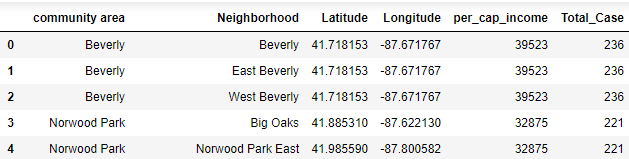 community area Neighborhood Latitude Longitude per_cap_income Total_Case
0 Beverly Beverly 41.718153 -87.671767 39523 236
1 Beverly East Beverly 41.718153 -87.671767 39523 236
2 Beverly West Beverly 41.718153 -87.671767 39523 236
3 Norwood Park Big Oaks 41.885310 -87.622130 32875 221
4 Norwood Park Norwood Park East 41.985590 -87.800582 32875 221